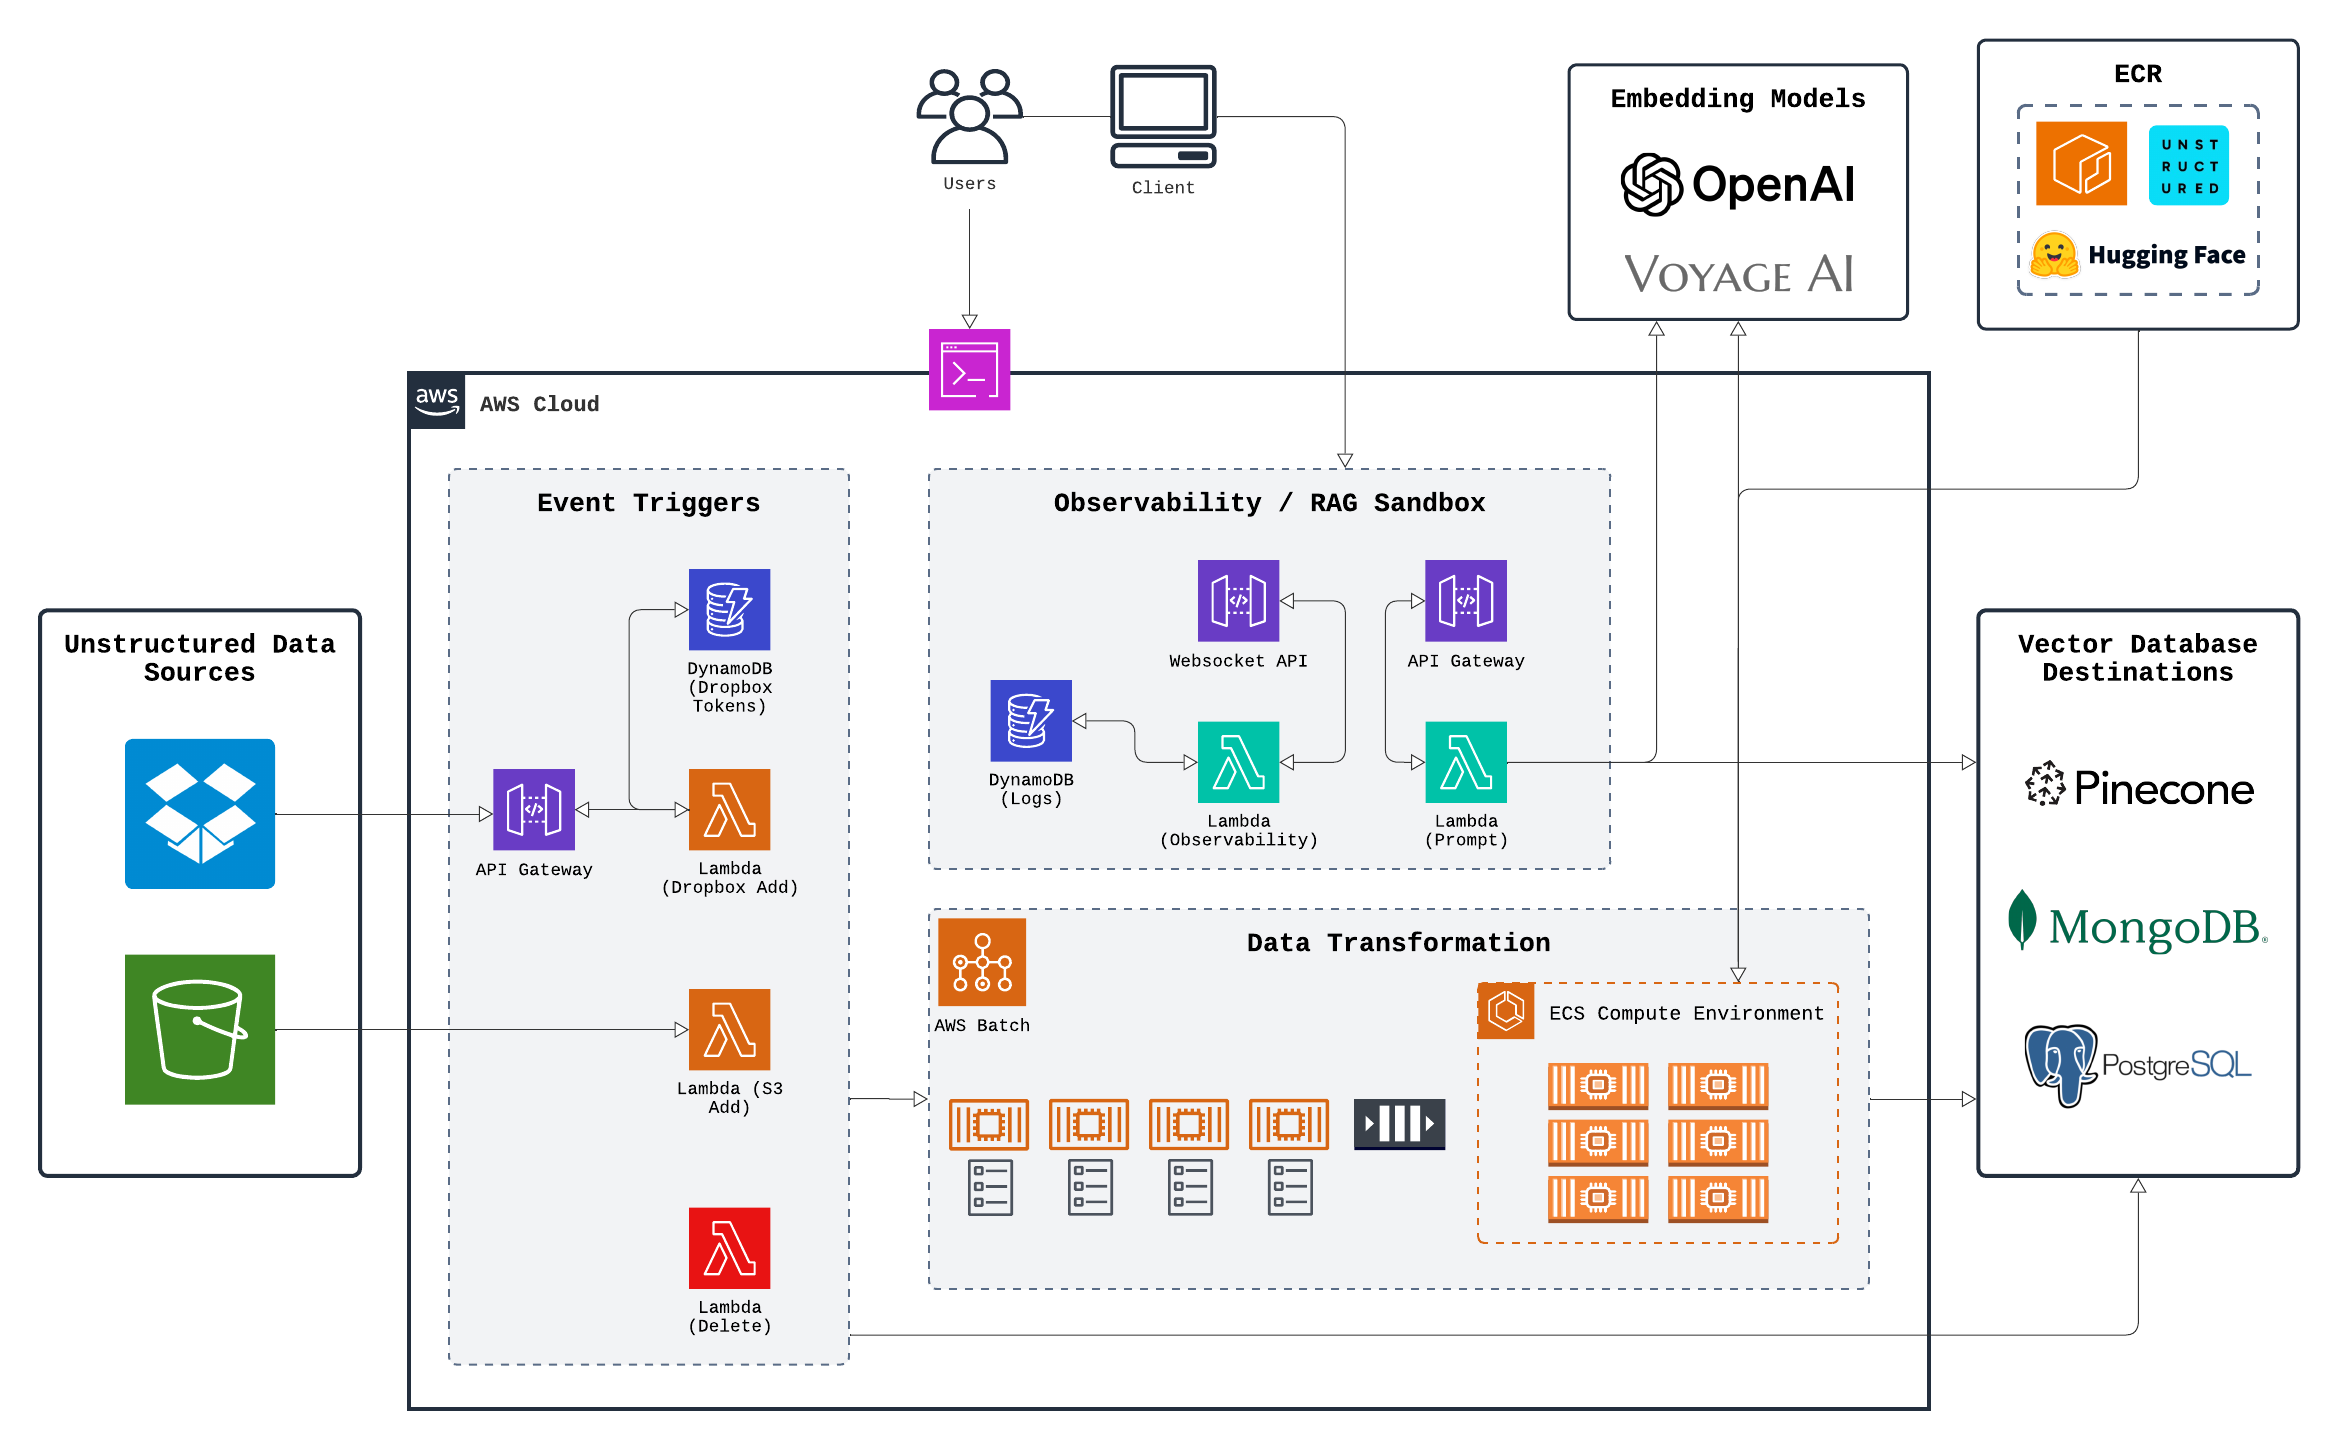 Users
Client
Embedding Models
OpenAI
VOYAGE AI
ECR
UNST
RUCT
URED
Hugging Face
aws
AWS Cloud
Unstructured Data
Sources
Event Triggers
DynamoDB
(Dropbox
Tokens)
API Gateway
Lambda
(Dropbox Add)
Lambda (S3
Add)
Lambda
(Delete)
Observability / RAG Sandbox
Websocket API
API Gateway
DynamoDB
(Logs)
Lambda
(Observability)
Lambda
(Prompt)
AWS Batch
Data Transformation
ECS Compute Environment
Vector Database
Destinations
Pinecone
MongoDB®
PostgreSQL